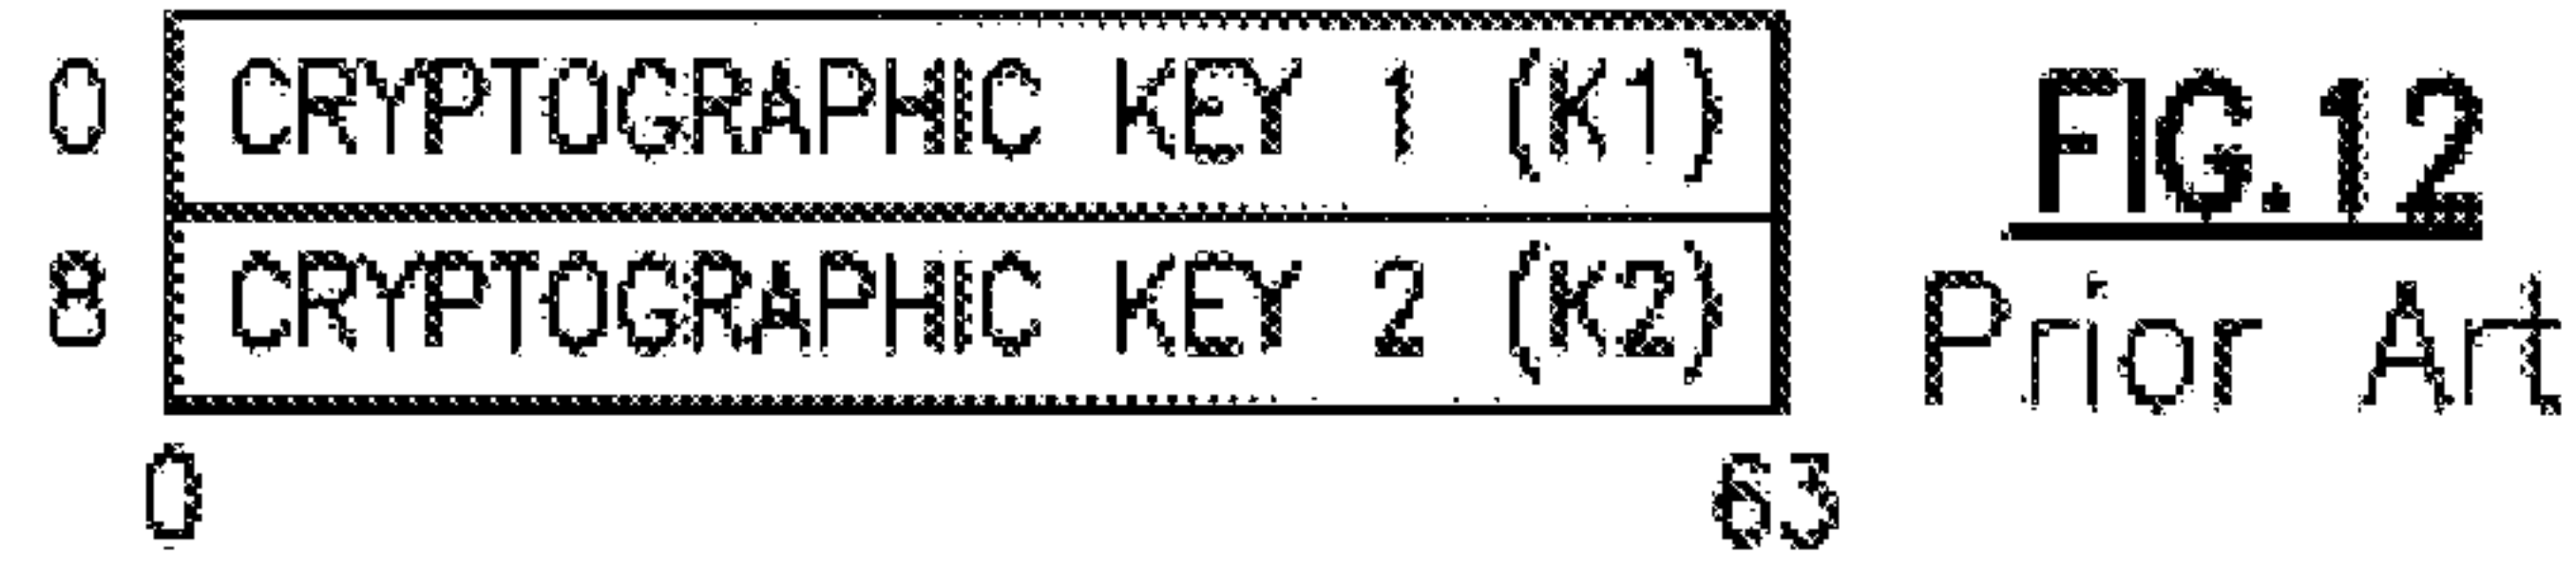 0 CRYPTOGRAPHIC KEY 1 (K1)
8 CRYPTOGRAPHIC KEY 2 (K2)
0 63
FIG.12
Prior Art